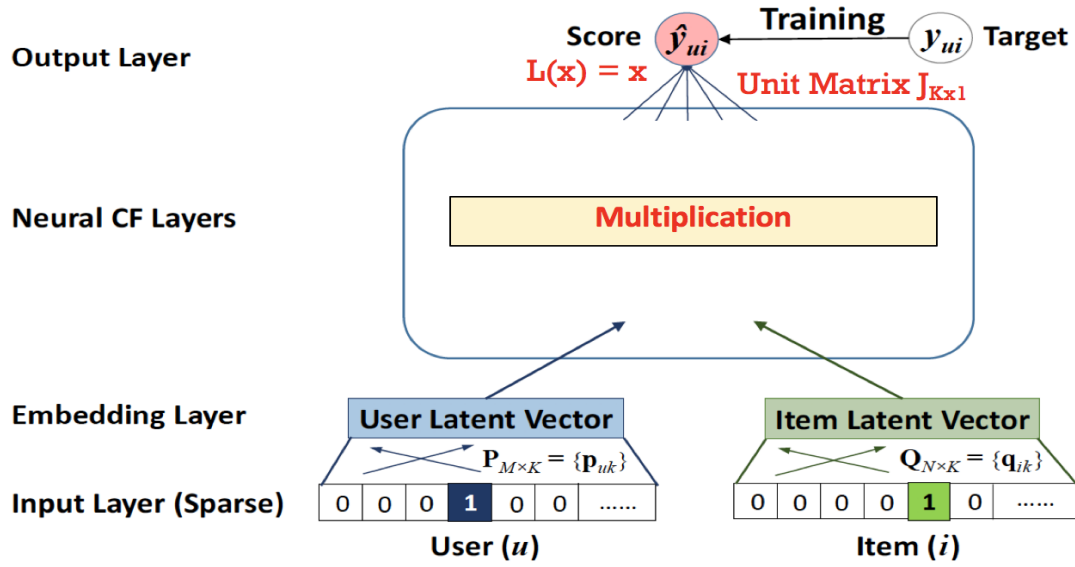 Output Layer
Score
ŷui
Training
yui
Target
L(x) = x
Unit Matrix JKx1
Neural CF Layers
Multiplication
Embedding Layer
User Latent Vector
Item Latent Vector
PM×K = {puk}
QN×K = {qik}
Input Layer (Sparse)
0 0 0 1 0 0 ......
0 0 0 0 1 0 ......
User (u)
Item (i)